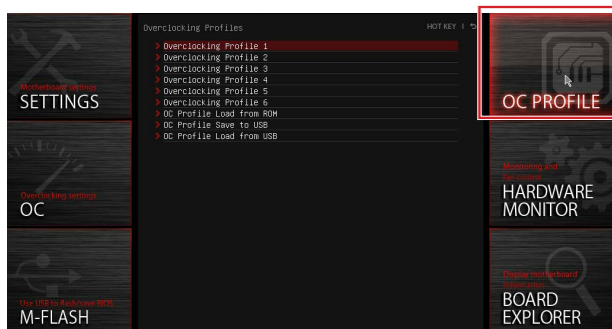 Overclocking Profiles
HOT KEY |
Overclocking Profile 1
Overclocking Profile 2
Overclocking Profile 3
Overclocking Profile 4
Overclocking Profile 5
Overclocking Profile 6
OC Profile Load from ROM
OC Profile Save to USB
OC Profile Load from USB
Motherboard settings
SETTINGS
Overclocking settings
OC
Use USB to flash/save BIOS
M-FLASH
OC PROFILE
Monitoring and
Fan control
HARDWARE
MONITOR
Display motherboard
BOARD
EXPLORER